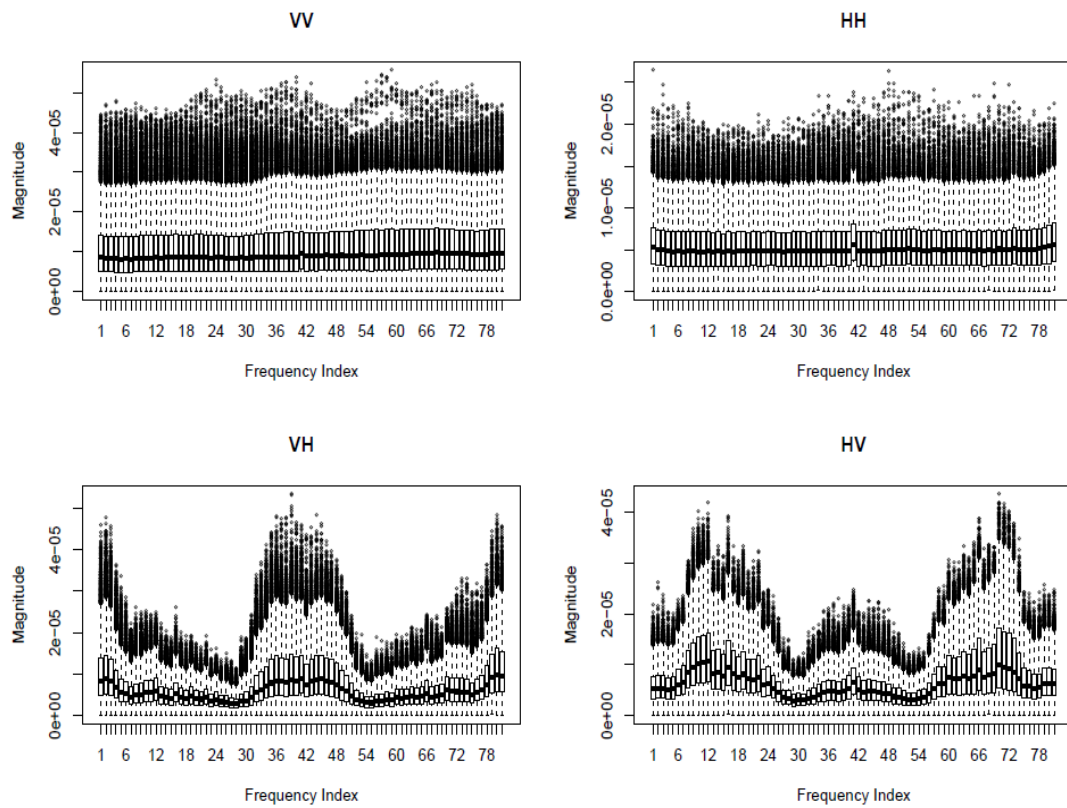 VV
Magnitude
0e+00 2e-05 4e-05
1 6 12 18 24 30 36 42 48 54 60 66 72 78
Frequency Index
HH
Magnitude
0.0e+00 1.0e-05 2.0e-05
1 6 12 18 24 30 36 42 48 54 60 66 72 78
Frequency Index
VH
Magnitude
0e+00 2e-05 4e-05
1 6 12 18 24 30 36 42 48 54 60 66 72 78
Frequency Index
HV
Magnitude
0e+00 2e-05 4e-05
1 6 12 18 24 30 36 42 48 54 60 66 72 78
Frequency Index